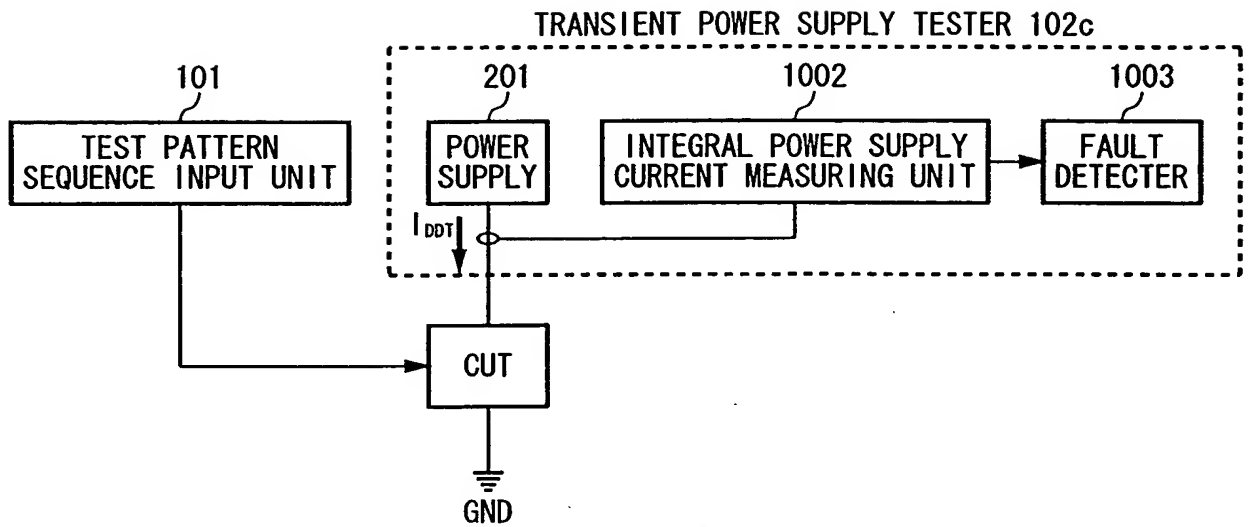 TRANSIENT POWER SUPPLY TESTER 102c
101
201
1002
1003
TEST PATTERN
SEQUENCE INPUT UNIT
POWER
SUPPLY
INTEGRAL POWER SUPPLY
CURRENT MEASURING UNIT
FAULT
DETECTER
IDDT
CUT
GND